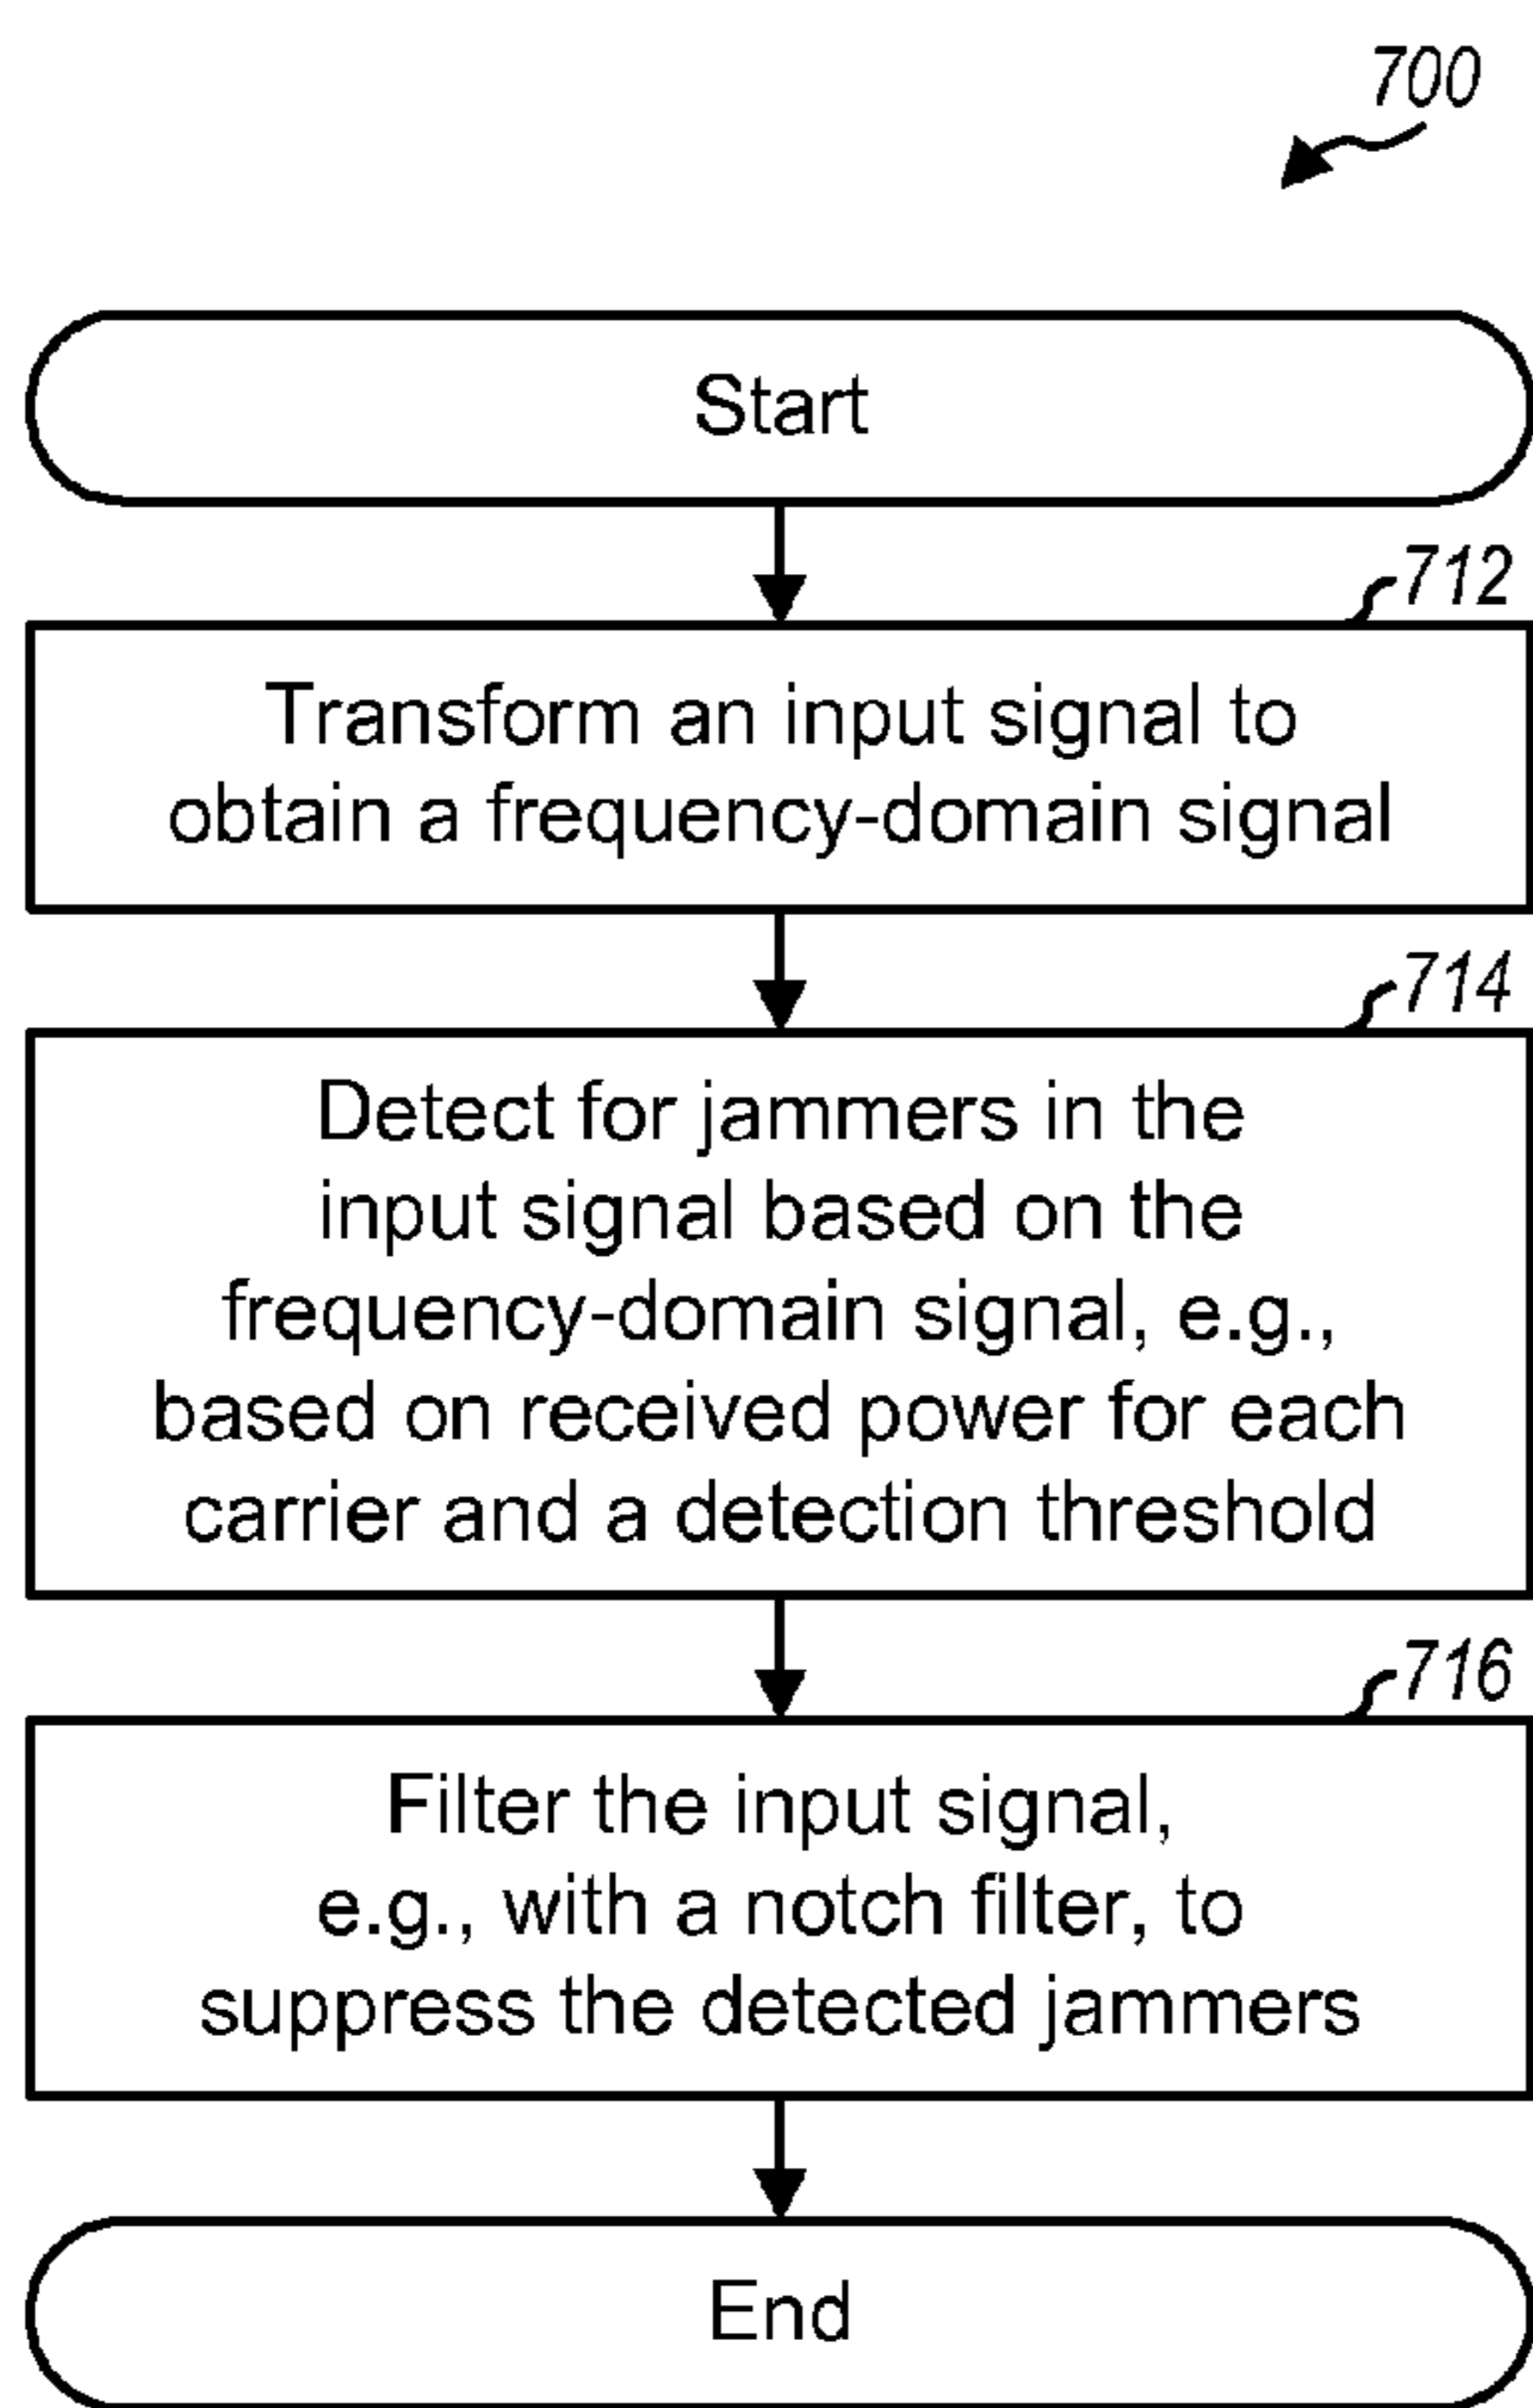 700
Start
712
Transform an input signal to
obtain a frequency-domain signal
714
Detect for jammers in the
input signal based on the
frequency-domain signal, e.g.,
based on received power for each
carrier and a detection threshold
716
Filter the input signal,
e.g., with a notch filter, to
suppress the detected jammers
End